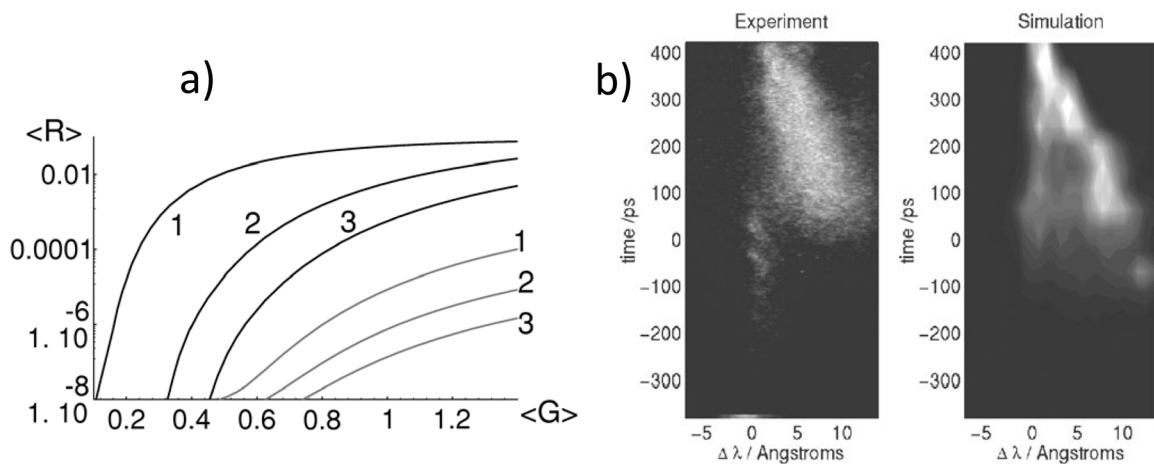 a)
<R>
0.01
0.0001
-6
1. 10
-8
1. 10
0.2 0.4 0.6 0.8 1 1.2 <G>
1 2 3
1
2
3
b)
Experiment
400
300
200
100
0
-100
-200
-300
time /ps
-5 0 5 10
Δ λ / Angstroms
Simulation
400
300
200
100
0
-100
-200
-300
time /ps
-5 0 5 10
Δ λ / Angstroms